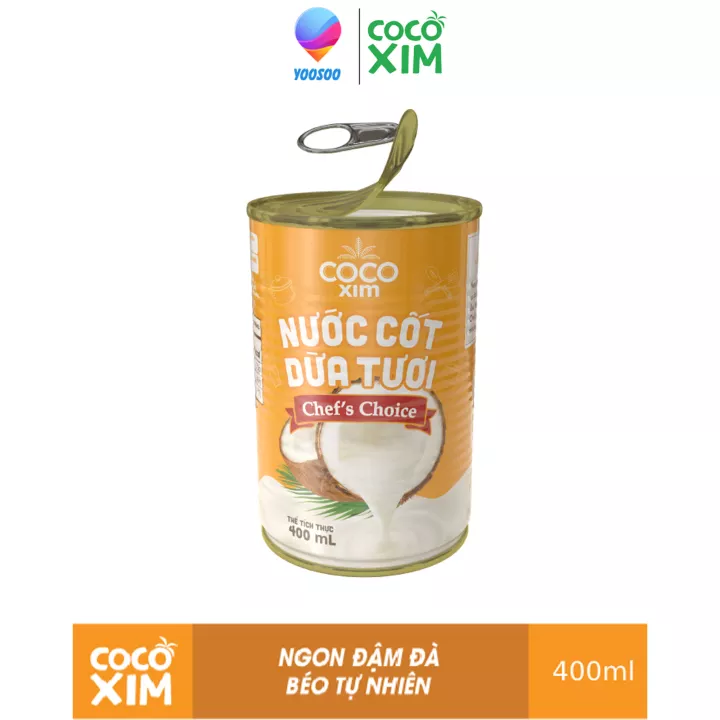 YOOSOO
COCO
XIM
COCO
XIM
NƯỚC CỐT
DỪA TƯƠI
Chef's Choice
THỂ TÍCH THỰC
400 mL
COCO
XIM
NGON ĐẬM ĐÀ
BÉO TỰ NHIÊN
400ml